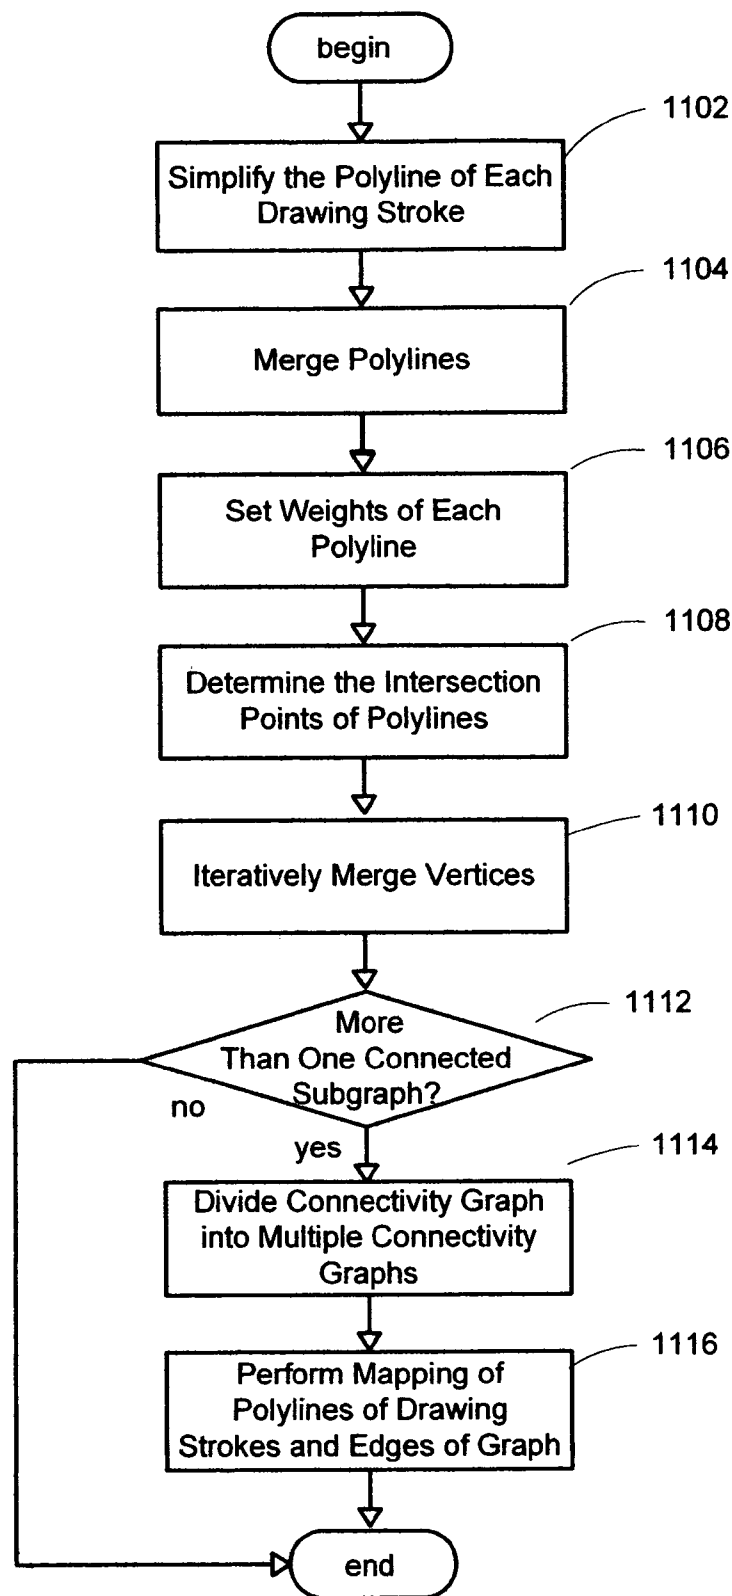 begin
1102
Simplify the Polyline of Each
Drawing Stroke
1104
Merge Polylines
1106
Set Weights of Each
Polyline
1108
Determine the Intersection
Points of Polylines
1110
Iteratively Merge Vertices
1112
More
Than One Connected
Subgraph?
no
yes
1114
Divide Connectivity Graph
into Multiple Connectivity
Graphs
1116
Perform Mapping of
Polylines of Drawing
Strokes and Edges of Graph
end